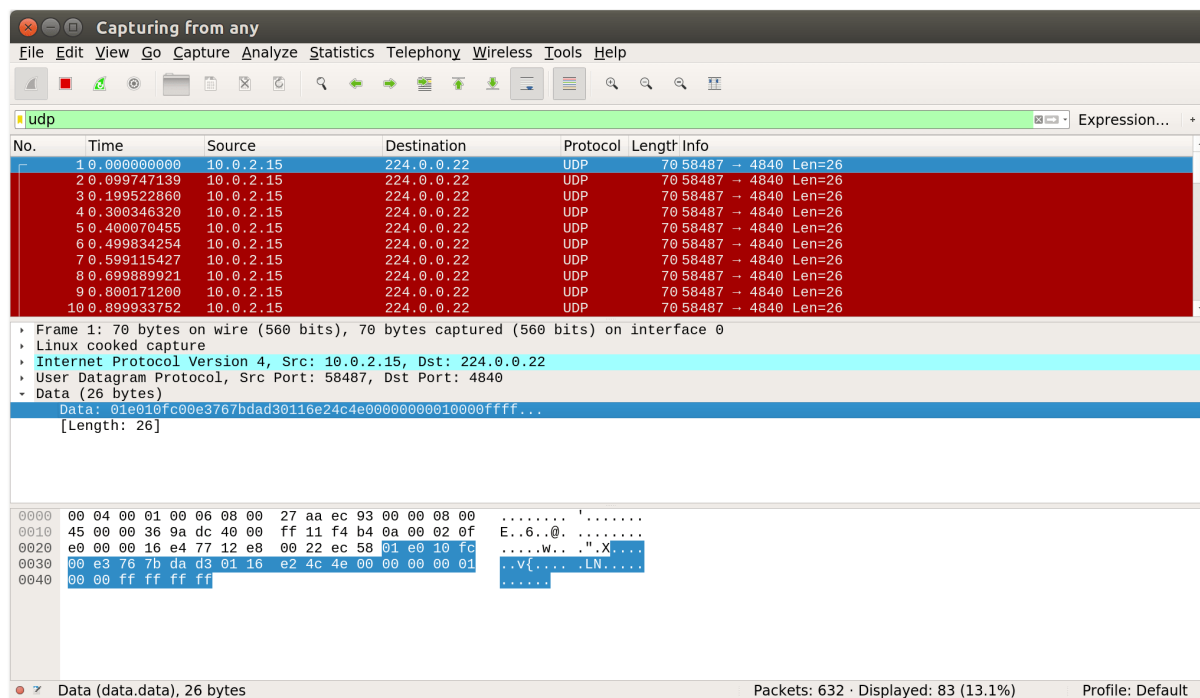 Capturing from any
File Edit View Go Capture Analyze Statistics Telephony Wireless Tools Help
udp Expression... +
No. Time Source Destination Protocol Length Info
1 0.000000000 10.0.2.15 224.0.0.22 UDP 70 58487 → 4840 Len=26
2 0.099747139 10.0.2.15 224.0.0.22 UDP 70 58487 → 4840 Len=26
3 0.199522860 10.0.2.15 224.0.0.22 UDP 70 58487 → 4840 Len=26
4 0.300346320 10.0.2.15 224.0.0.22 UDP 70 58487 → 4840 Len=26
5 0.400070455 10.0.2.15 224.0.0.22 UDP 70 58487 → 4840 Len=26
6 0.499834254 10.0.2.15 224.0.0.22 UDP 70 58487 → 4840 Len=26
7 0.599115427 10.0.2.15 224.0.0.22 UDP 70 58487 → 4840 Len=26
8 0.699889921 10.0.2.15 224.0.0.22 UDP 70 58487 → 4840 Len=26
9 0.800171200 10.0.2.15 224.0.0.22 UDP 70 58487 → 4840 Len=26
10 0.899933752 10.0.2.15 224.0.0.22 UDP 70 58487 → 4840 Len=26
Frame 1: 70 bytes on wire (560 bits), 70 bytes captured (560 bits) on interface 0
Linux cooked capture
Internet Protocol Version 4, Src: 10.0.2.15, Dst: 224.0.0.22
User Datagram Protocol, Src Port: 58487, Dst Port: 4840
Data (26 bytes)
Data: 01e010fc00e3767bdad30116e24c4e00000000010000ffff...
[Length: 26]
0000 00 04 00 01 00 06 08 00 27 aa ec 93 00 00 08 00 ........ '.......
0010 45 00 00 36 9a dc 40 00 ff 11 f4 b4 0a 00 02 0f E..6..@. ........
0020 e0 00 00 16 e4 77 12 e8 00 22 ec 58 01 e0 10 fc .....w.. .".X....
0030 00 e3 76 7b da d3 01 16 e2 4c 4e 00 00 00 00 01 ..v{.... .LN.....
0040 00 00 ff ff ff ff ......
Data (data.data), 26 bytes Packets: 632 · Displayed: 83 (13.1%) Profile: Default